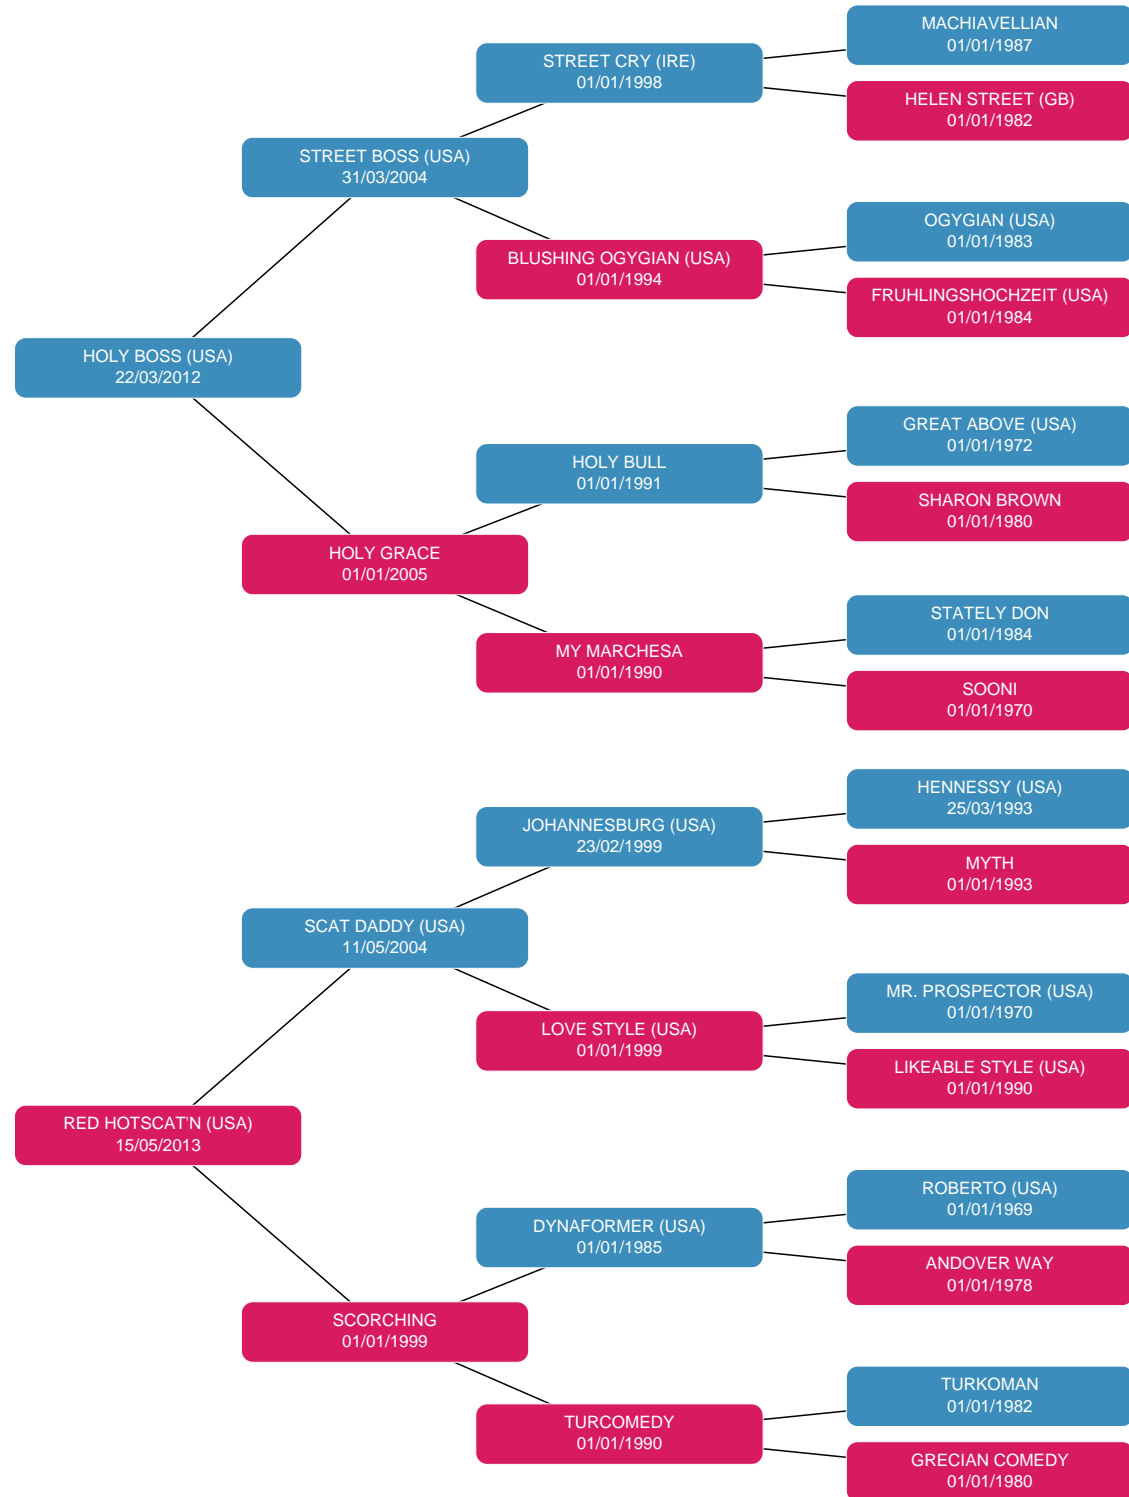 MACHIAVELLIAN
01/01/1987
STREET CRY (IRE)
01/01/1998
HELEN STREET (GB)
01/01/1982
STREET BOSS (USA)
31/03/2004
OGYGIAN (USA)
01/01/1983
BLUSHING OGYGIAN (USA)
01/01/1994
FRUHLINGSHOCHZEIT (USA)
01/01/1984
HOLY BOSS (USA)
22/03/2012
GREAT ABOVE (USA)
01/01/1972
HOLY BULL
01/01/1991
SHARON BROWN
01/01/1980
HOLY GRACE
01/01/2005
STATELY DON
01/01/1984
MY MARCHESA
01/01/1990
SOONI
01/01/1970
HENNESSY (USA)
25/03/1993
JOHANNESBURG (USA)
23/02/1999
MYTH
01/01/1993
SCAT DADDY (USA)
11/05/2004
MR. PROSPECTOR (USA)
01/01/1970
LOVE STYLE (USA)
01/01/1999
LIKEABLE STYLE (USA)
01/01/1990
RED HOTSCAT'N (USA)
15/05/2013
ROBERTO (USA)
01/01/1969
DYNAFORMER (USA)
01/01/1985
ANDOVER WAY
01/01/1978
SCORCHING
01/01/1999
TURKOMAN
01/01/1982
TURCOMEDY
01/01/1990
GRECIAN COMEDY
01/01/1980